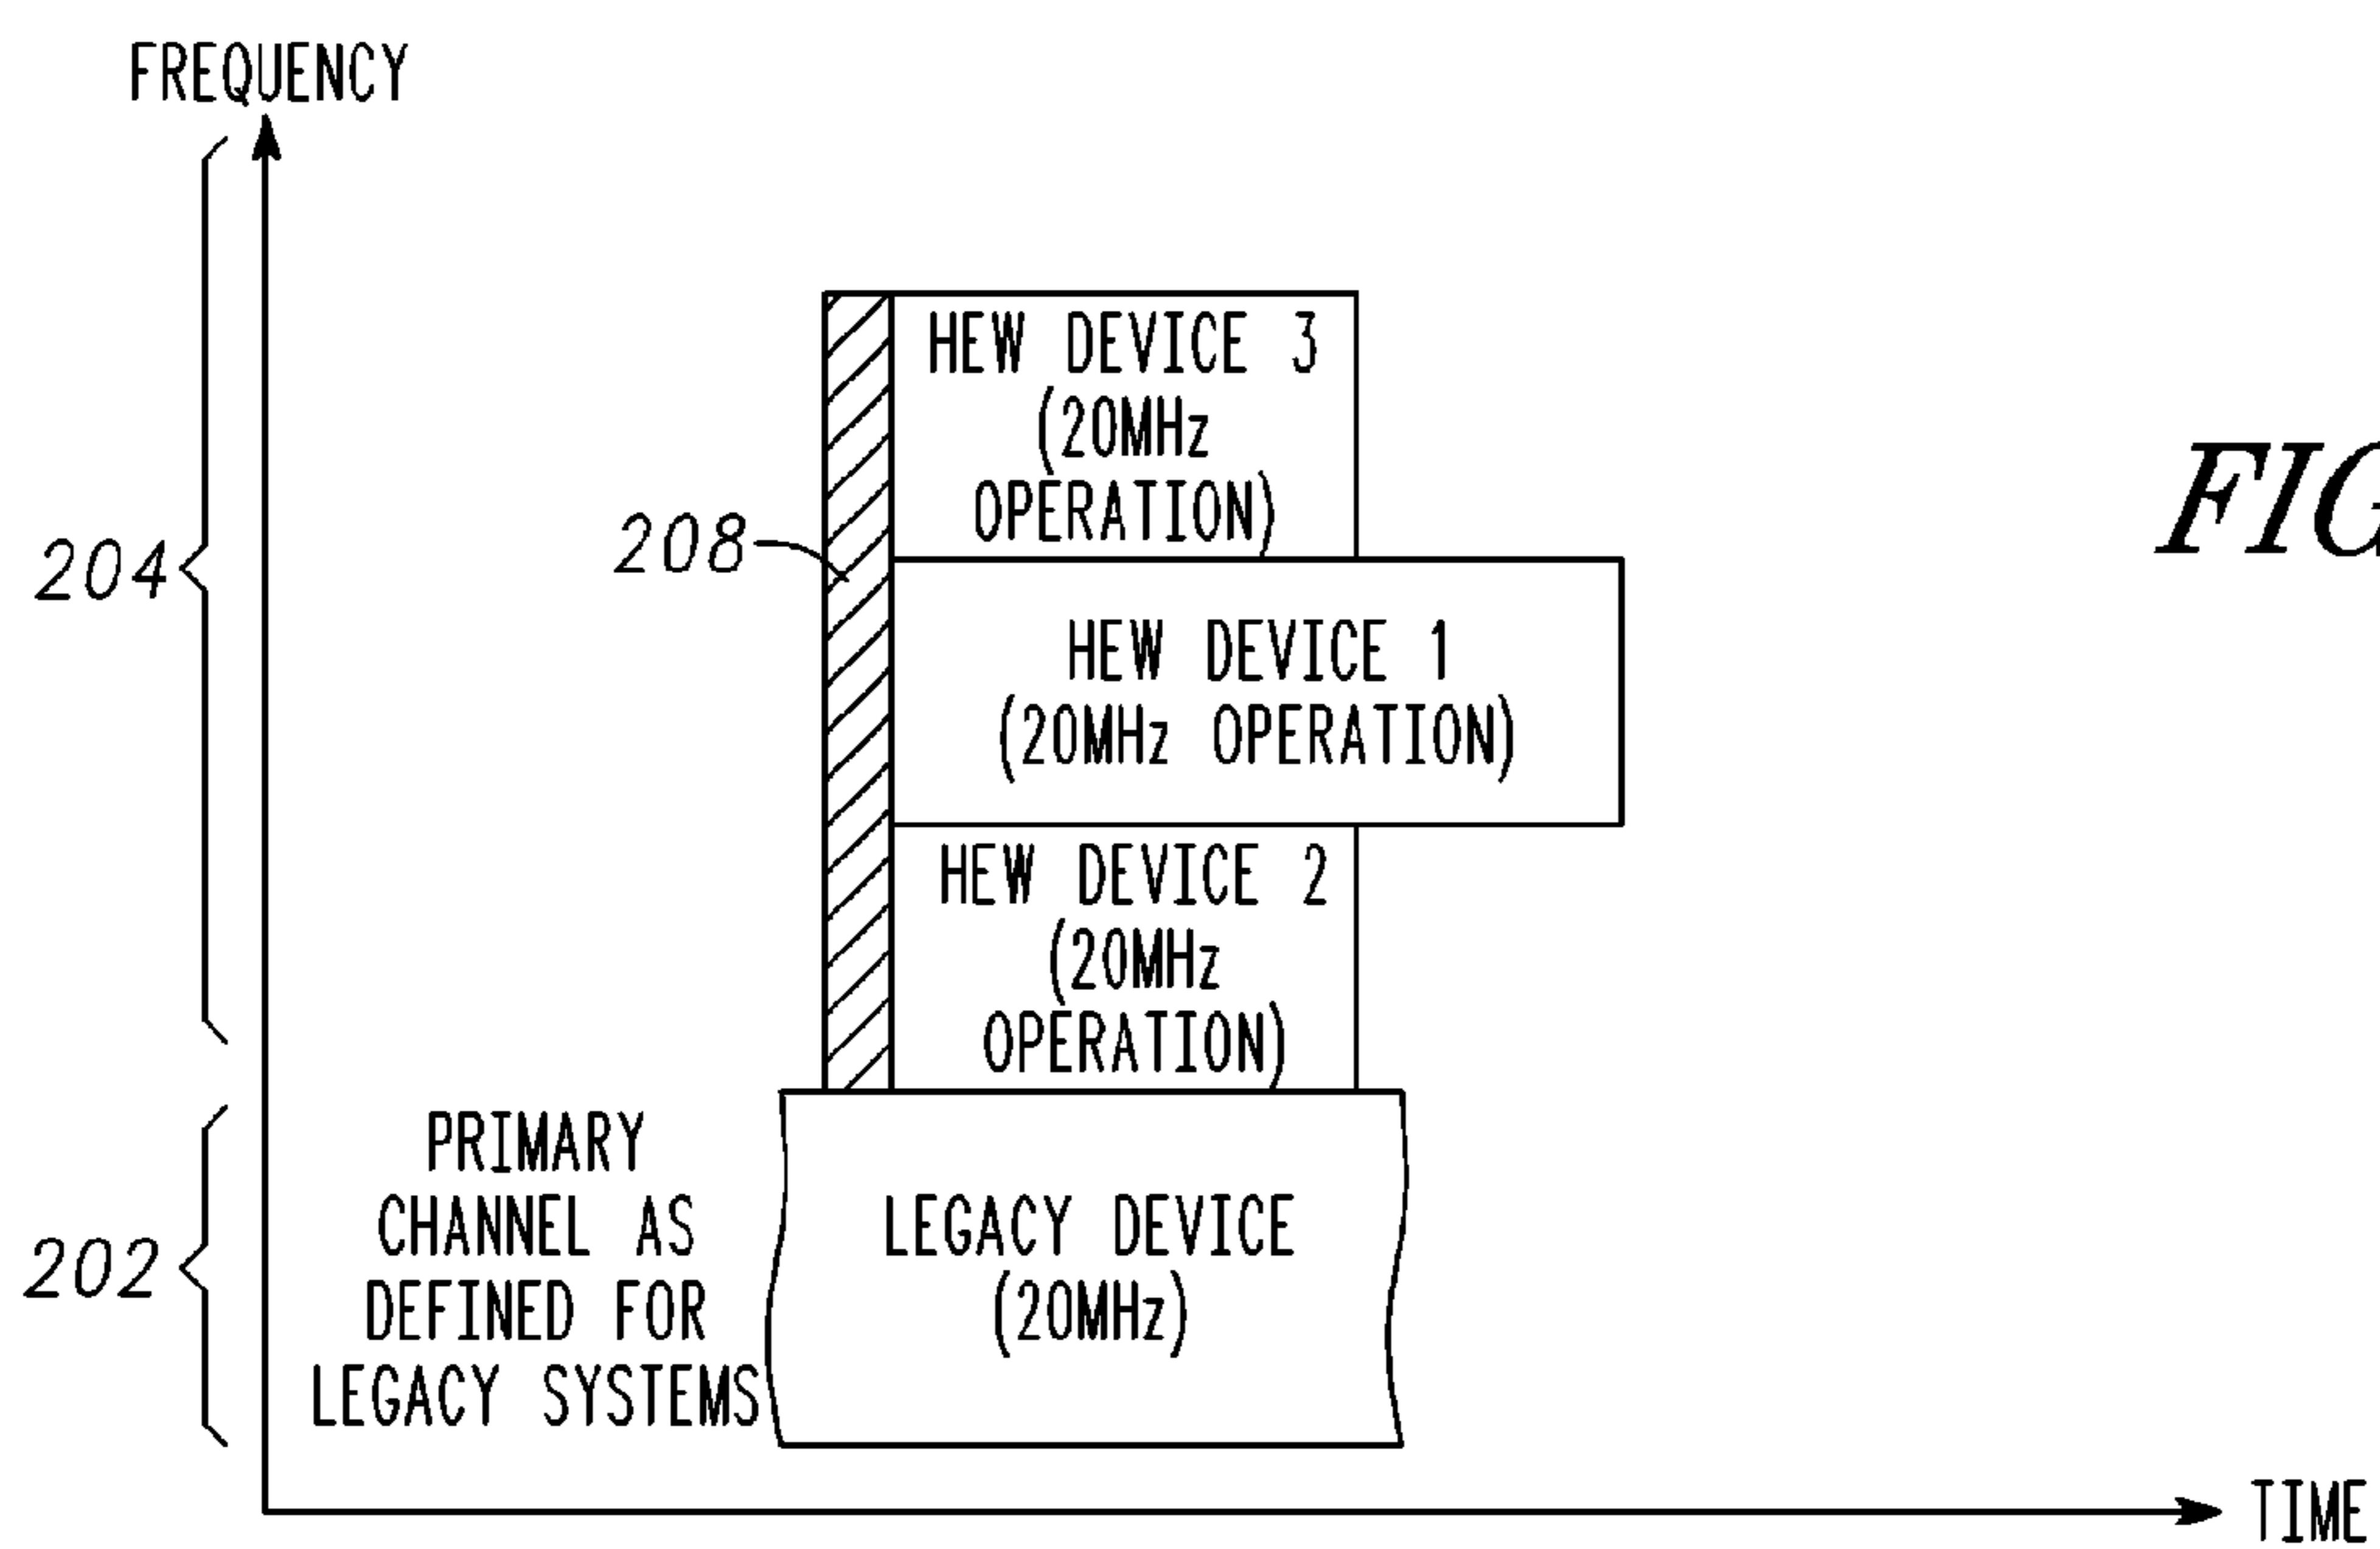 FREQUENCY
HEW DEVICE 3
(20MHz
OPERATION)
208
FIG
204
HEW DEVICE 1
(20MHz OPERATION)
HEW DEVICE 2
(20MHz
OPERATION)
PRIMARY
CHANNEL AS
DEFINED FOR
LEGACY SYSTEMS
202
LEGACY DEVICE
(20MHz)
TIME